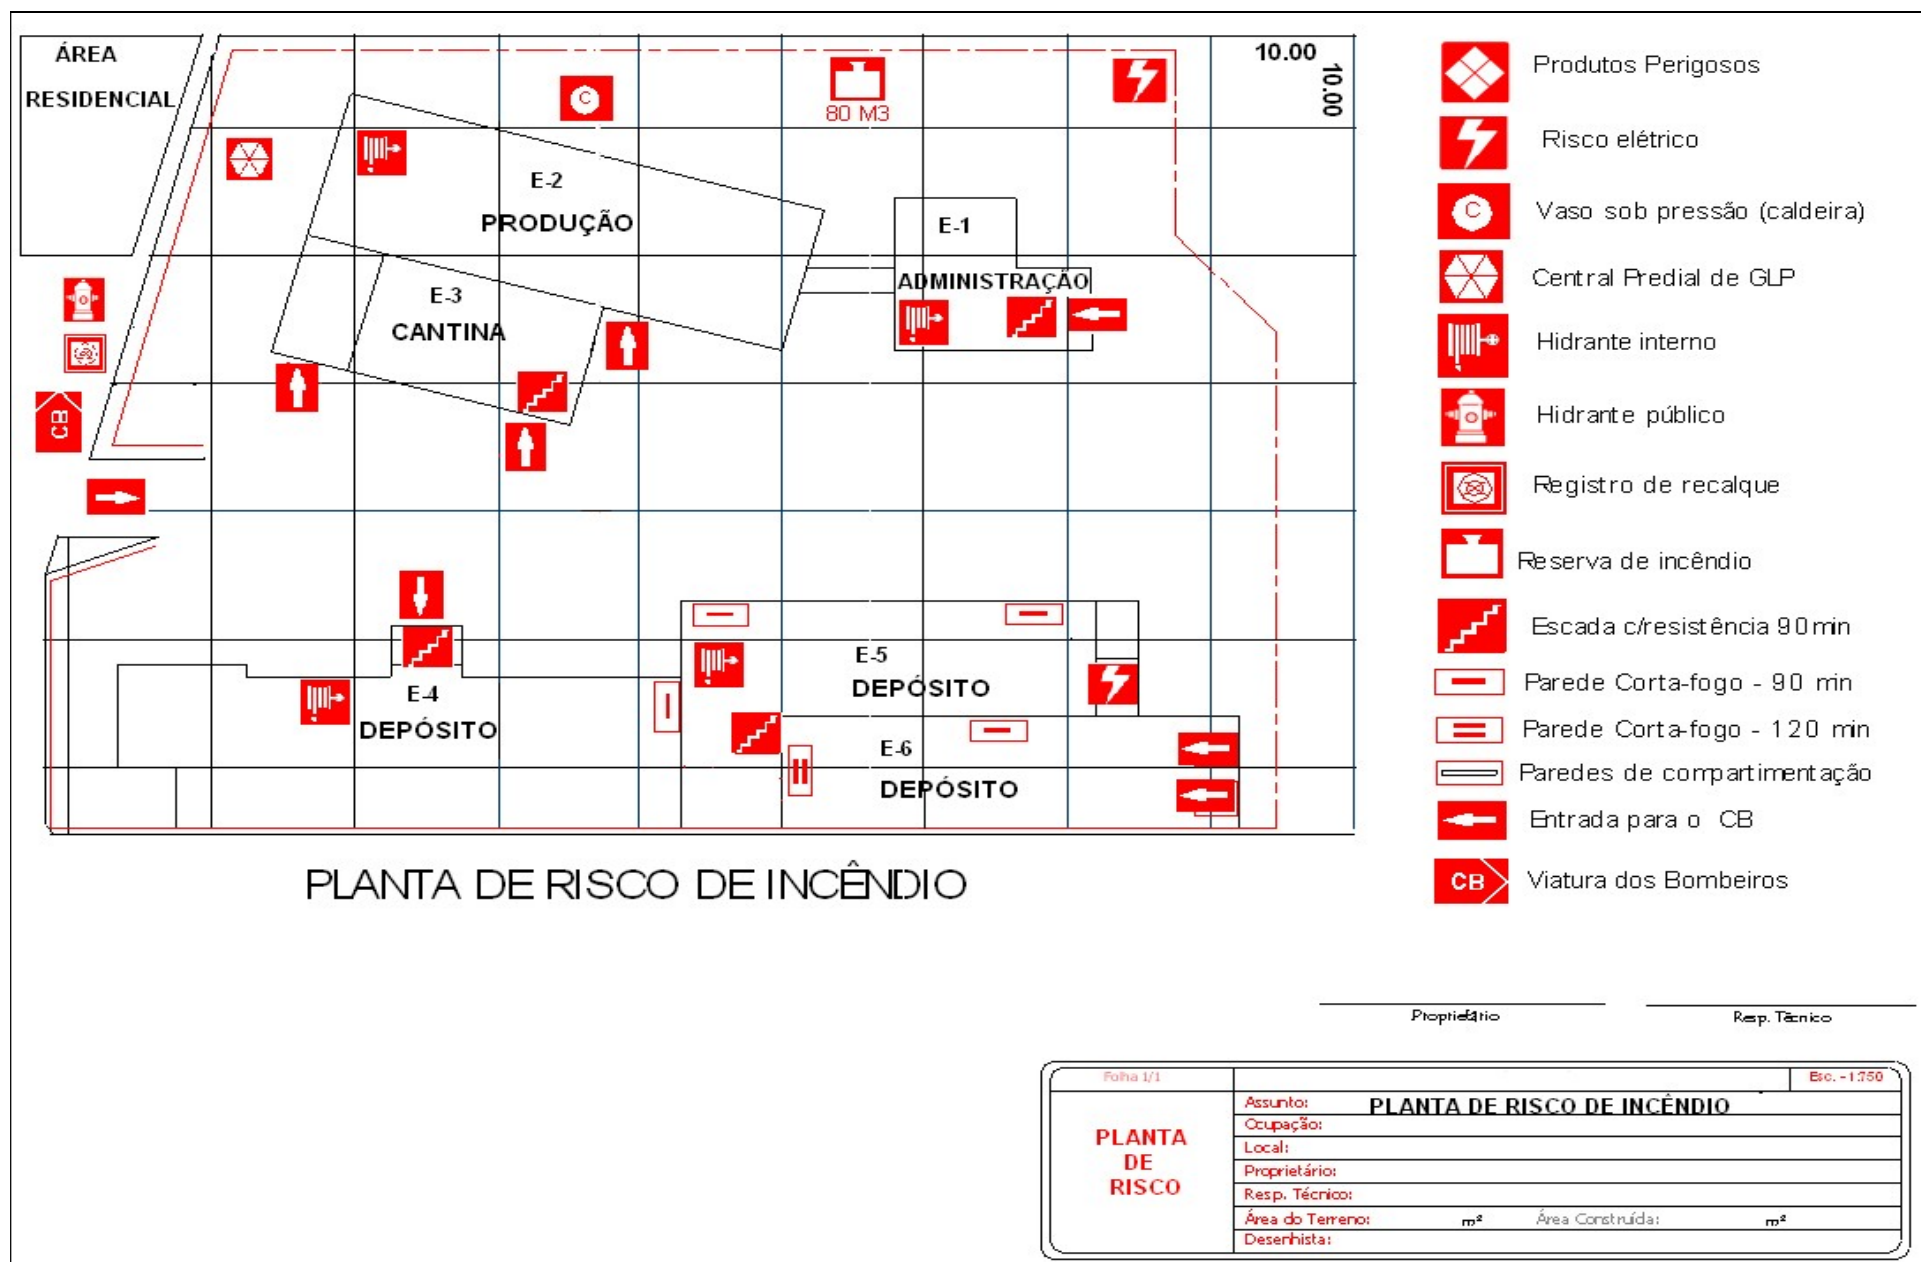 ÁREA
RESIDENCIAL
C
80 M3
10.00
10.00
E-2
PRODUÇÃO
E-1
ADMINISTRAÇÃO
E-3
CANTINA
CB
E-4
DEPÓSITO
E-5
DEPÓSITO
E-6
DEPÓSITO
PLANTA DE RISCO DE INCÊNDIO
Produtos Perigosos
Risco elétrico
C
Vaso sob pressão (caldeira)
Central Predial de GLP
Hidrante interno
Hidrante público
Registro de recalque
Reserva de incêndio
Escada c/resistência 90min
Parede Corta-fogo - 90 min
Parede Corta-fogo - 120 min
Paredes de compartimentação
Entrada para o CB
CB
Viatura dos Bombeiros
Proprietário
Resp. Técnico
Folha 1/1
Esc. - 1:750
PLANTA
DE
RISCO
Assunto: PLANTA DE RISCO DE INCÊNDIO
Ocupação:
Local:
Proprietário:
Resp. Técnico:
Área do Terreno: m² Área Construída: m²
Desenhista: